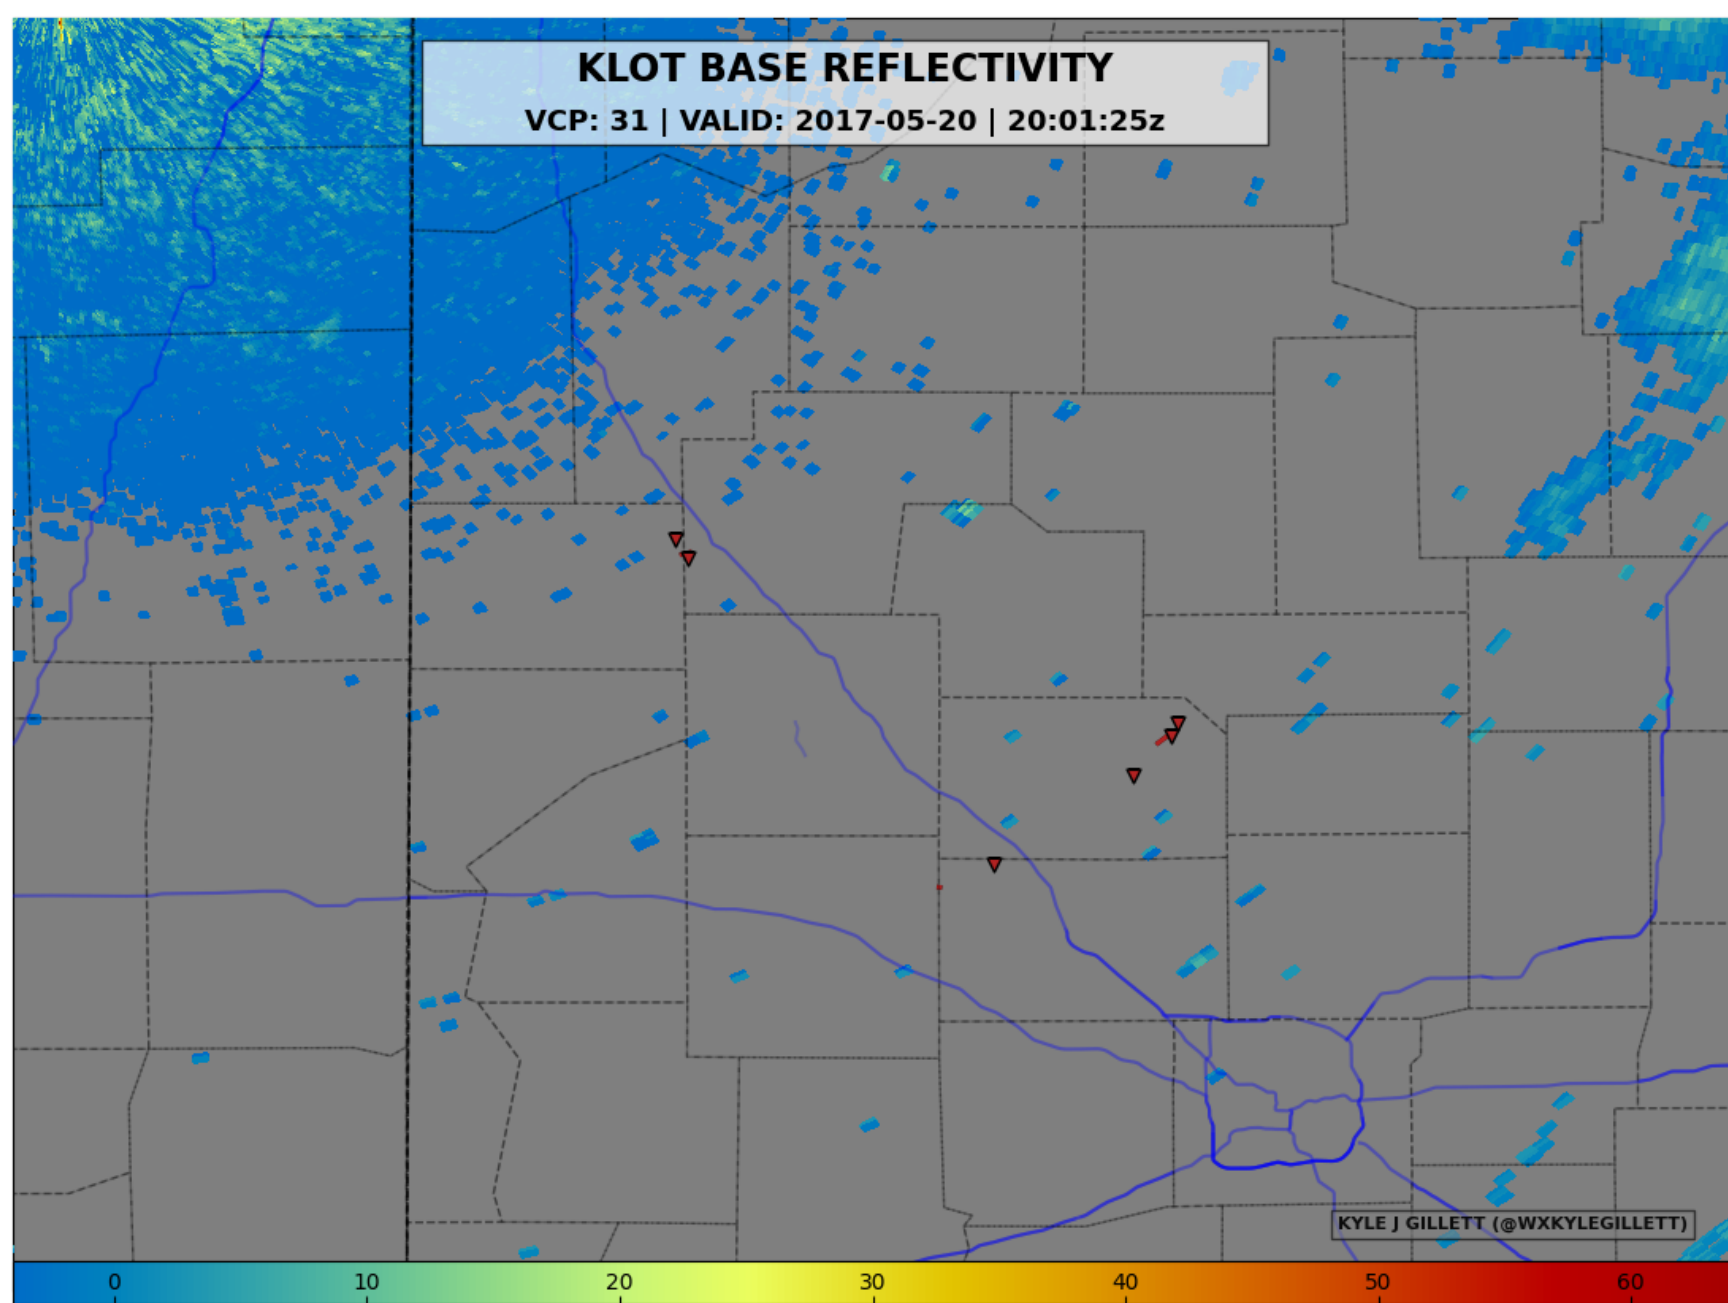 KLOT BASE REFLECTIVITY
VCP: 31 | VALID: 2017-05-20 | 20:01:25z
KYLE J GILLETT (@WXKYLEGILLETT)
0 10 20 30 40 50 60